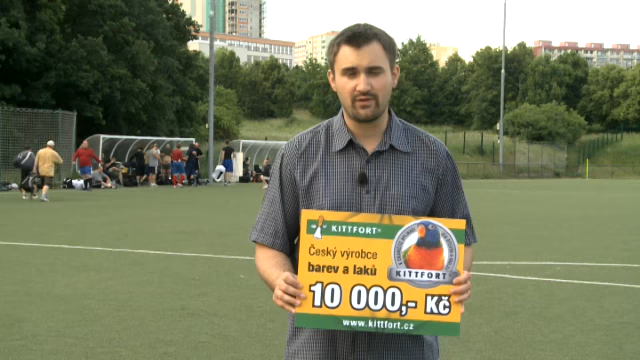 KITTFORT
Český výrobce
barev a laků
KITTFORT
10 000,- Kč
www.kittfort.cz